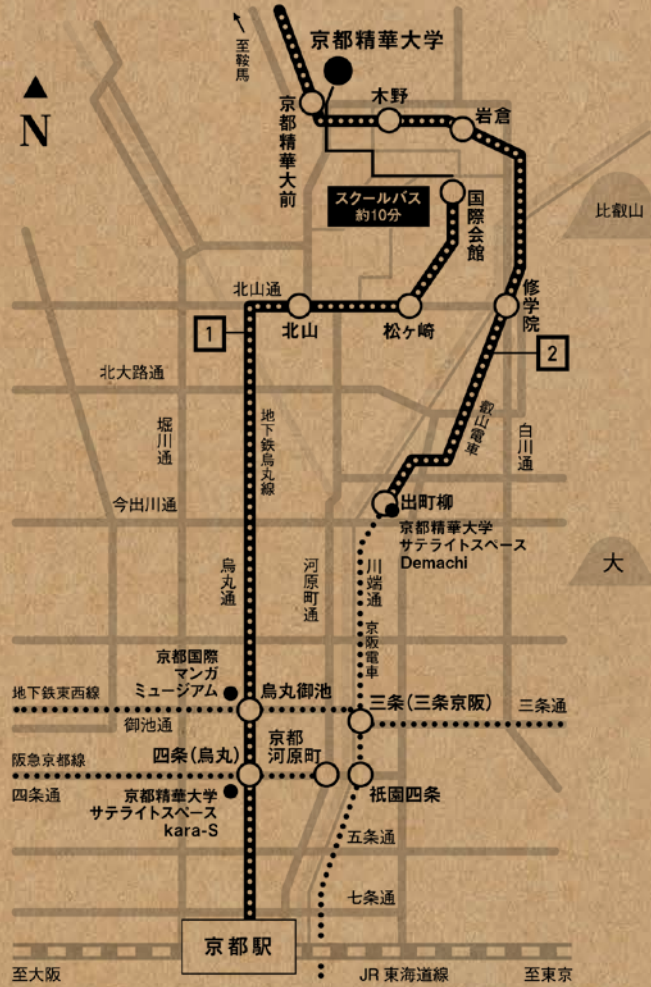 京都精華大学
至鞍馬
N
京都精華大前
木野
岩倉
スクールバス
約10分
国際会館
比叡山
北山通
北山
松ヶ崎
修学院
1
2
北大路通
堀川通
地下鉄烏丸線
叡山電車
白川通
今出川通
出町柳
京都精華大学
サテライトスペース
Demachi
大
烏丸通
河原町通
川端通
京阪電車
京都国際
マンガ
ミュージアム
地下鉄東西線
烏丸御池
三条(三条京阪)
三条通
御池通
京都
河原町
阪急京都線
四条(烏丸)
四条通
京都精華大学
サテライトスペース
kara-S
祇園四条
五条通
七条通
京都駅
至大阪
JR 東海道線
至東京